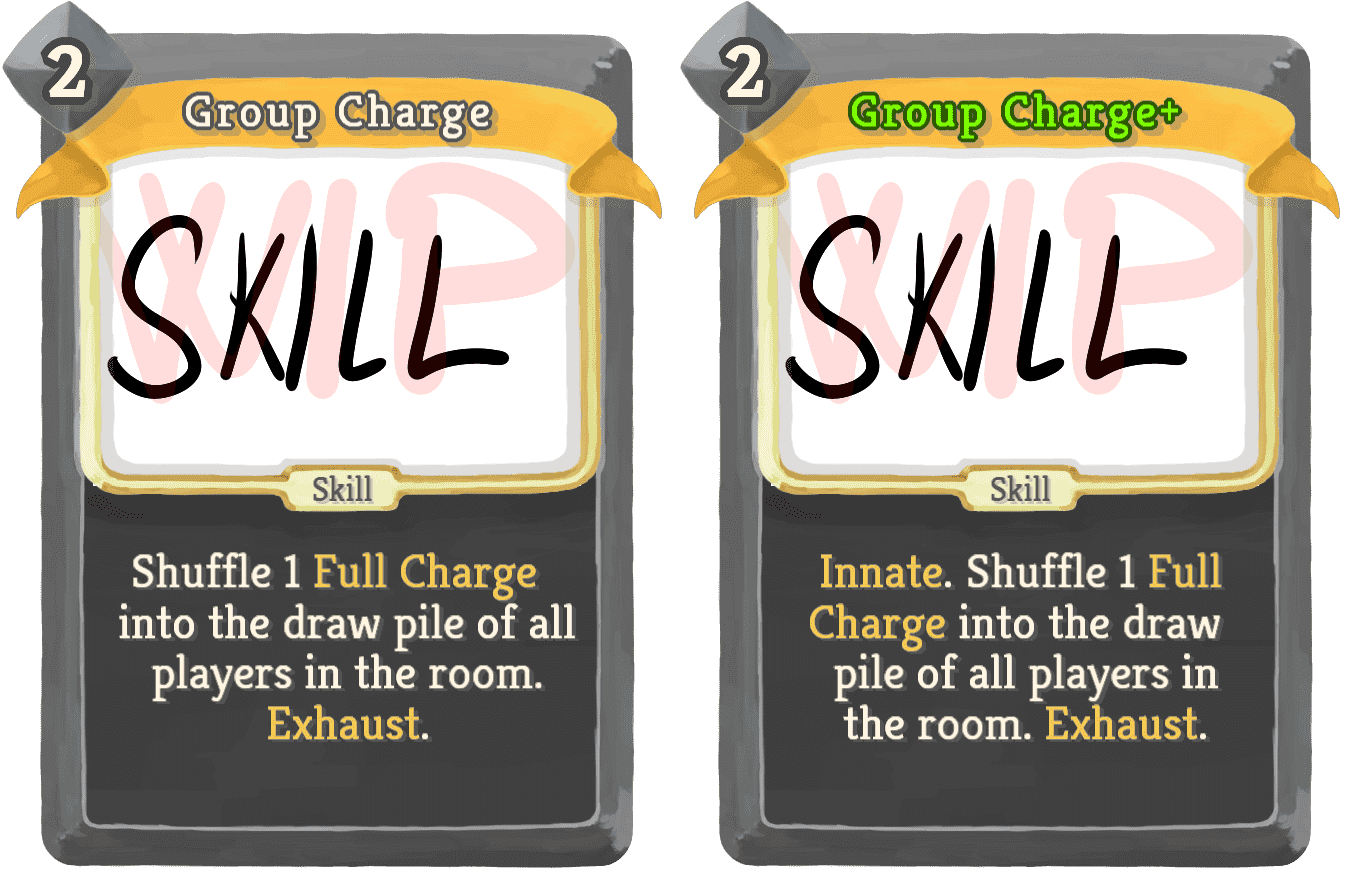 2
Group Charge
WIP
SKILL
Skill
Shuffle 1 Full Charge
into the draw pile of all
players in the room.
Exhaust.
2
Group Charge+
WIP
SKILL
Skill
Innate. Shuffle 1 Full
Charge into the draw
pile of all players in
the room. Exhaust.